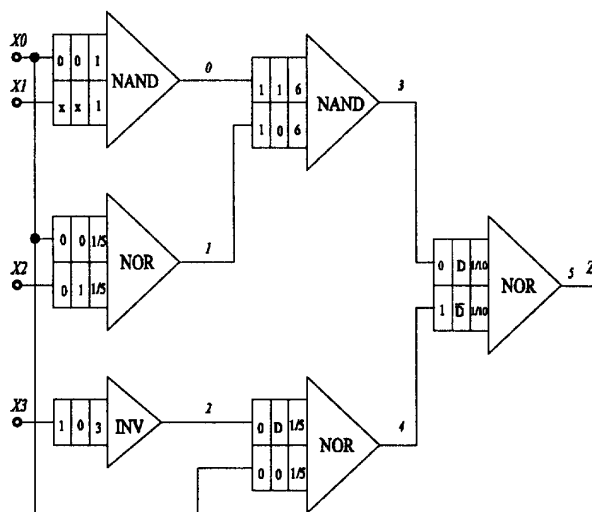 X0
0 0 1
NAND
0
X1
x x 1
1 1 6
NAND
3
1 0 6
0 0 1/5
NOR
1
X2
0 1 1/5
0 D 1/10
NOR
5 Z
1 D̅ 1/10
X3
1 0 3
INV
2
0 D 1/5
NOR
4
0 0 1/5